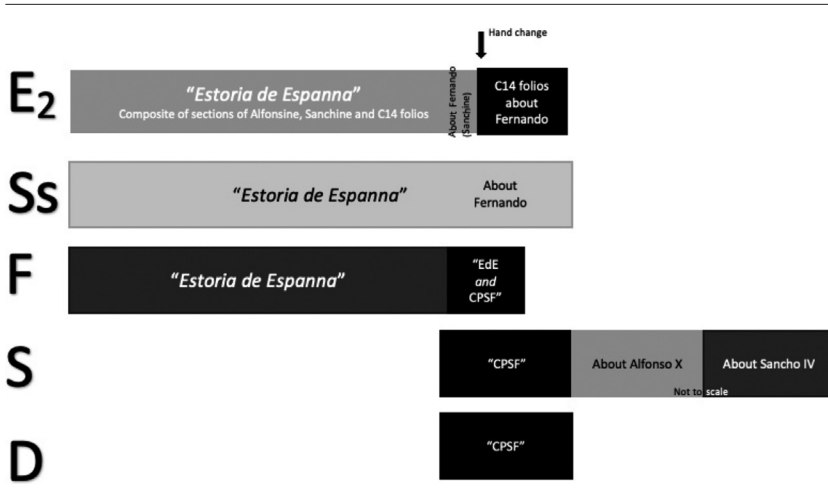 Hand change
E2
"Estoria de Espanna"
Composite of sections of Alfonsine, Sanchine and C14 folios
About Fernando
(Sanchine)
C14 folios
about
Fernando
Ss
"Estoria de Espanna"
About
Fernando
F
"Estoria de Espanna"
"EdE
and
CPSF"
S
"CPSF"
About Alfonso X
About Sancho IV
Not to scale
D
"CPSF"